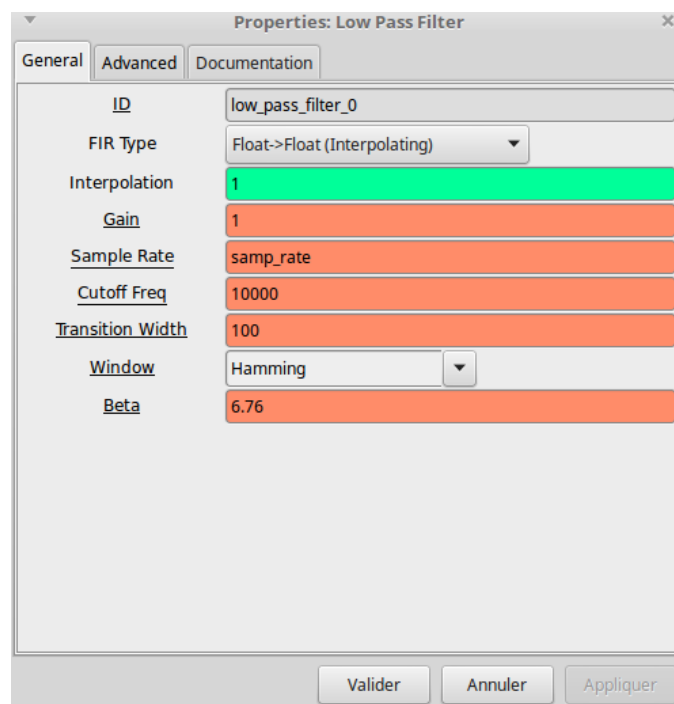 Properties: Low Pass Filter
General Advanced Documentation
ID low_pass_filter_0
FIR Type Float->Float (Interpolating)
Interpolation 1
Gain 1
Sample Rate samp_rate
Cutoff Freq 10000
Transition Width 100
Window Hamming
Beta 6.76
Valider Annuler Appliquer